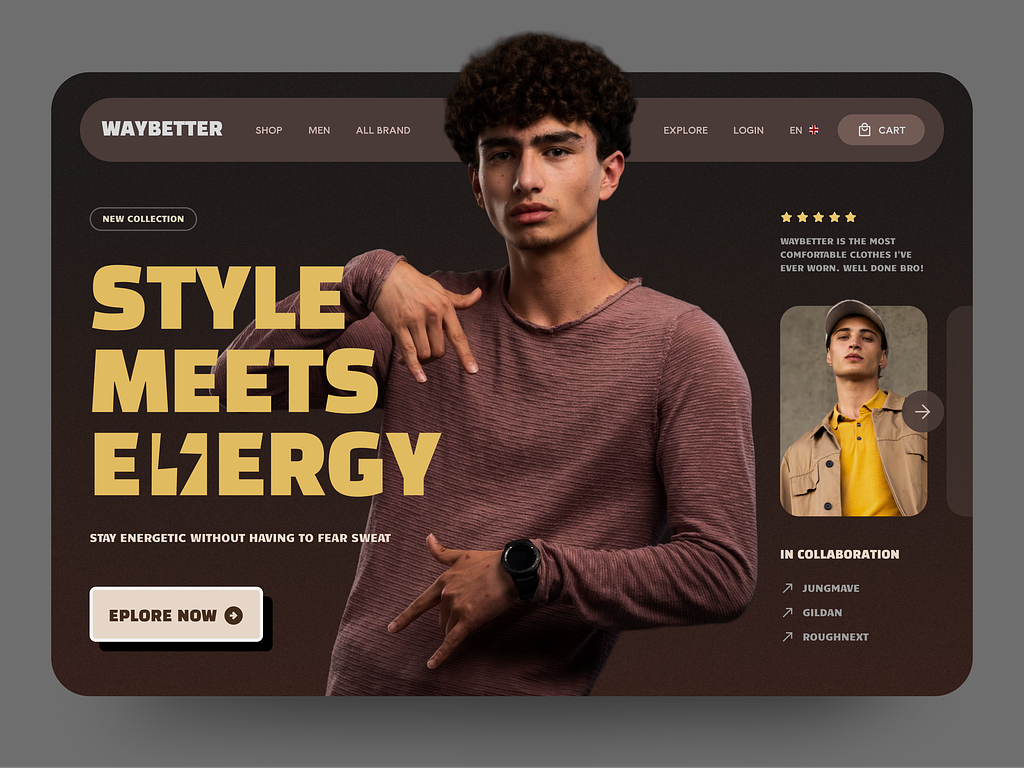 WAYBETTER
SHOP MEN ALL BRAND
EXPLORE LOGIN EN CART
NEW COLLECTION
STYLE
MEETS
ENERGY
STAY ENERGETIC WITHOUT HAVING TO FEAR SWEAT
EPLORE NOW
WAYBETTER IS THE MOST
COMFORTABLE CLOTHES I'VE
EVER WORN. WELL DONE BRO!
IN COLLABORATION
JUNGMAVE
GILDAN
ROUGHNEXT